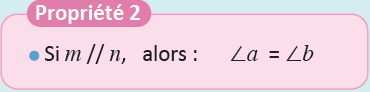 Propriété 2
• Si m // n, alors : ∠a = ∠b